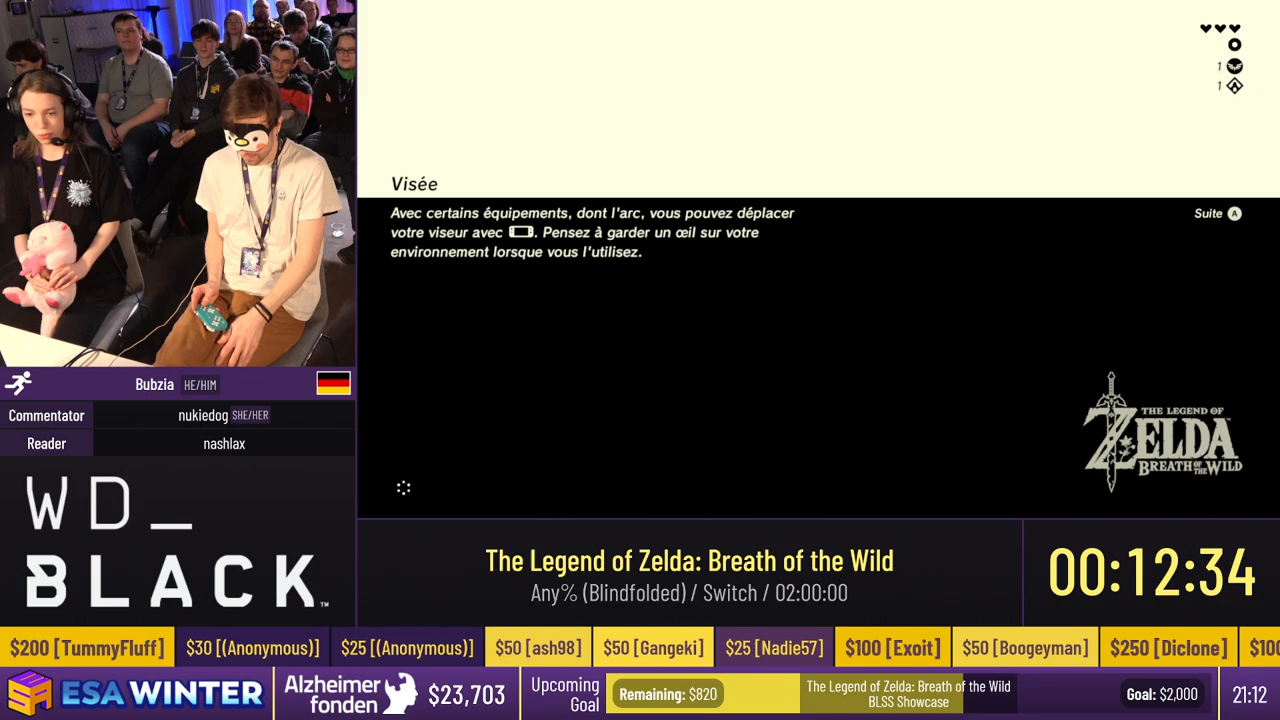 1
1
Visée
Avec certains équipements, dont l'arc, vous pouvez déplacer
votre viseur avec . Pensez à garder un œil sur votre
environnement lorsque vous l'utilisez.
Suite A
THE LEGEND OF
ZELDA
BREATH OF THE WILD
Bubzia HE/HIM
Commentator nukiedog SHE/HER
Reader nashlax
WD_
BLACK™
The Legend of Zelda: Breath of the Wild
Any% (Blindfolded) / Switch / 02:00:00
00:12:34
$200 [TummyFluff] $30 [(Anonymous)] $25 [(Anonymous)] $50 [ash98] $50 [Gangeki] $25 [Nadie57] $100 [Exoit] $50 [Boogeyman] $250 [Diclone] $100
ESA WINTER
Alzheimer
fonden
$23,703
Upcoming
Goal
Remaining: $820
The Legend of Zelda: Breath of the Wild
BLSS Showcase
Goal: $2,000
21:12